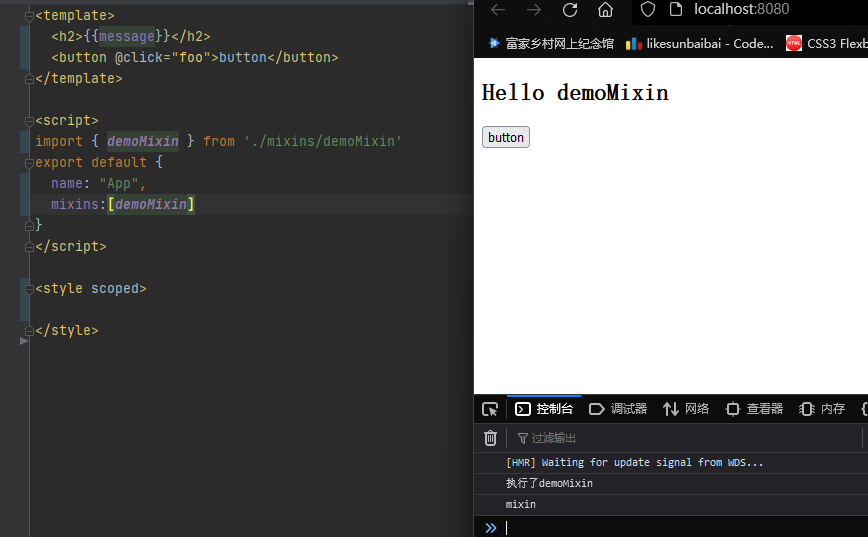 <template>
<h2>{{message}}</h2>
<button @click="foo">button</button>
</template>
<script>
import { demoMixin } from './mixins/demoMixin'
export default {
name: "App",
mixins:[demoMixin]
}
</script>
<style scoped>
</style>
localhost:8080
富家乡村网上纪念馆
likesunbaibai - Code...
HTML
CSS3 Flexb
Hello demoMixin
button
控制台
调试器
网络
查看器
内存
过滤输出
[HMR] Waiting for update signal from WDS...
执行了demoMixin
mixin